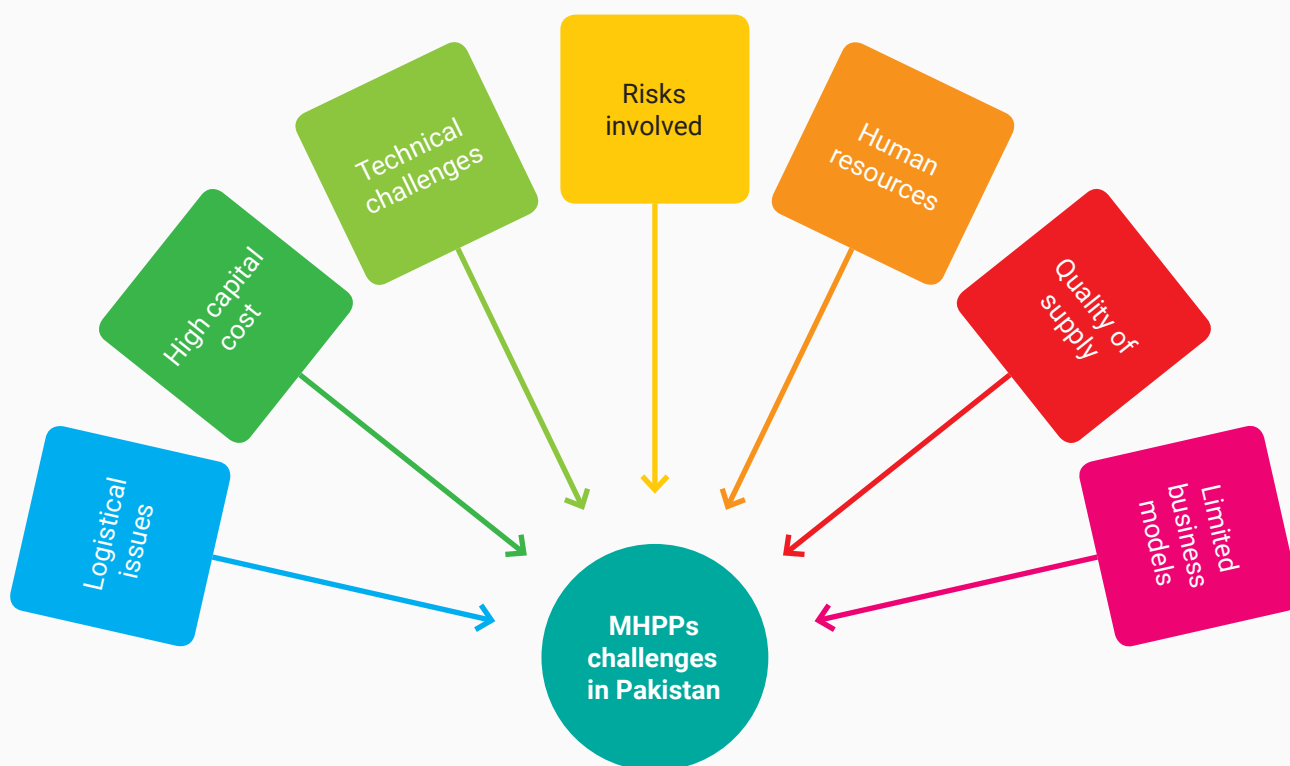 Logistical
issues
High capital
cost
Technical
challenges
Risks
involved
Human
resources
Quality of
supply
Limited
business
models
MHPPs
challenges
in Pakistan